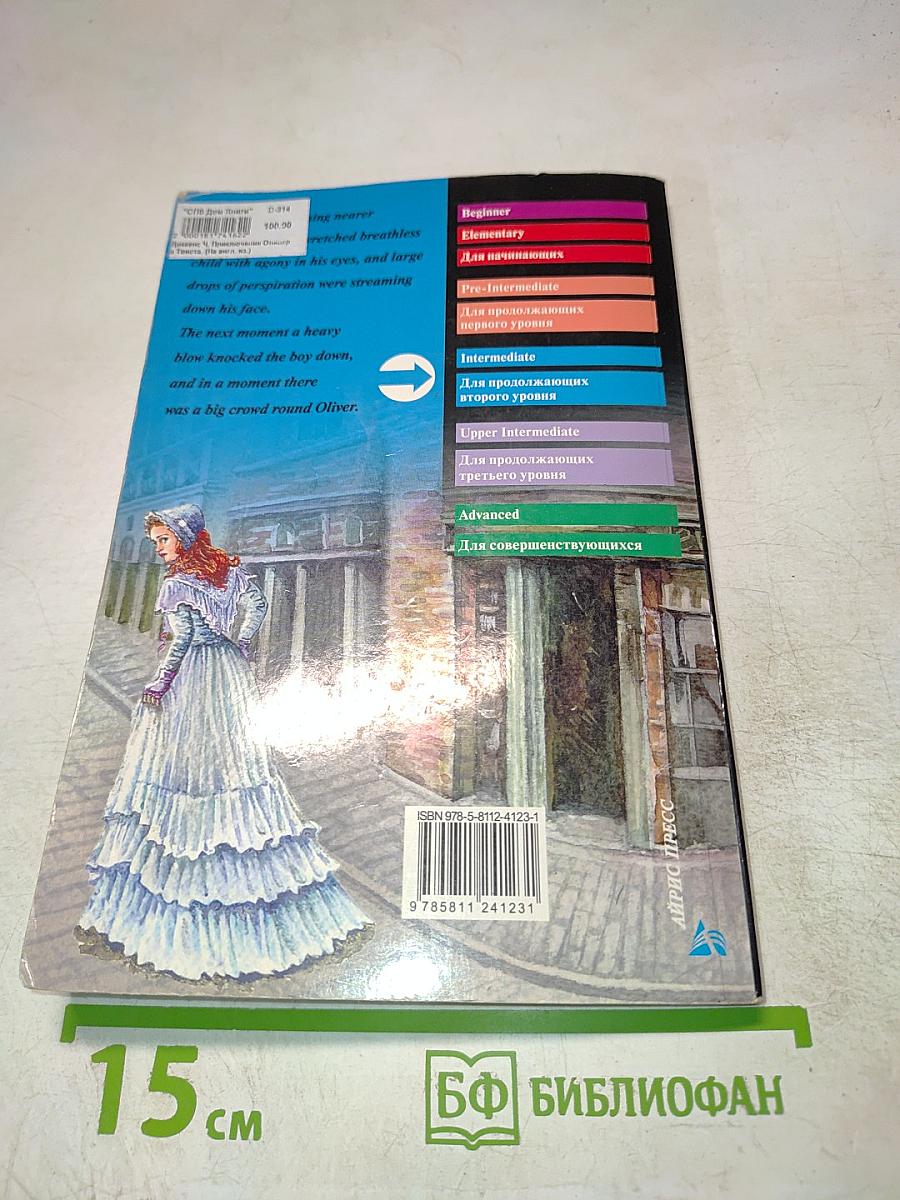 "СПб Дом Книги" С-314
100.00
2 000181 741622
Диккенс Ч. Приключения Оливер
а Твиста. (На англ. яз.)
nearer
breathless
child with agony in his eyes, and large
drops of perspiration were streaming
down his face.
The next moment a heavy
blow knocked the boy down,
and in a moment there
was a big crowd round Oliver.
Beginner
Elementary
Для начинающих
Pre-Intermediate
Для продолжающих
первого уровня
Intermediate
Для продолжающих
второго уровня
Upper Intermediate
Для продолжающих
третьего уровня
Advanced
Для совершенствующихся
ISBN 978-5-8112-4123-1
9 785811 241231
АЙРИС ПРЕСС
15 см
БФ БИБЛИОФАН